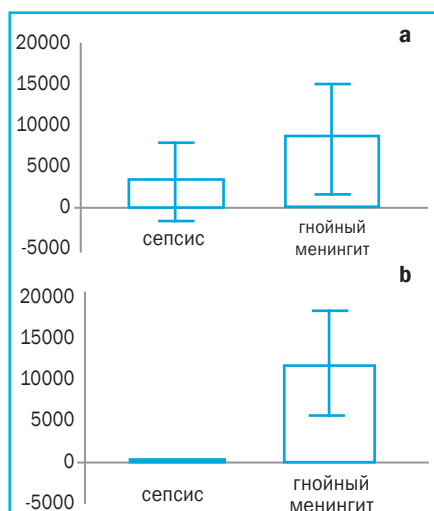 a
20000
15000
10000
5000
0
-5000
сепсис
гнойный
менингит
b
20000
15000
10000
5000
0
-5000
сепсис
гнойный
менингит